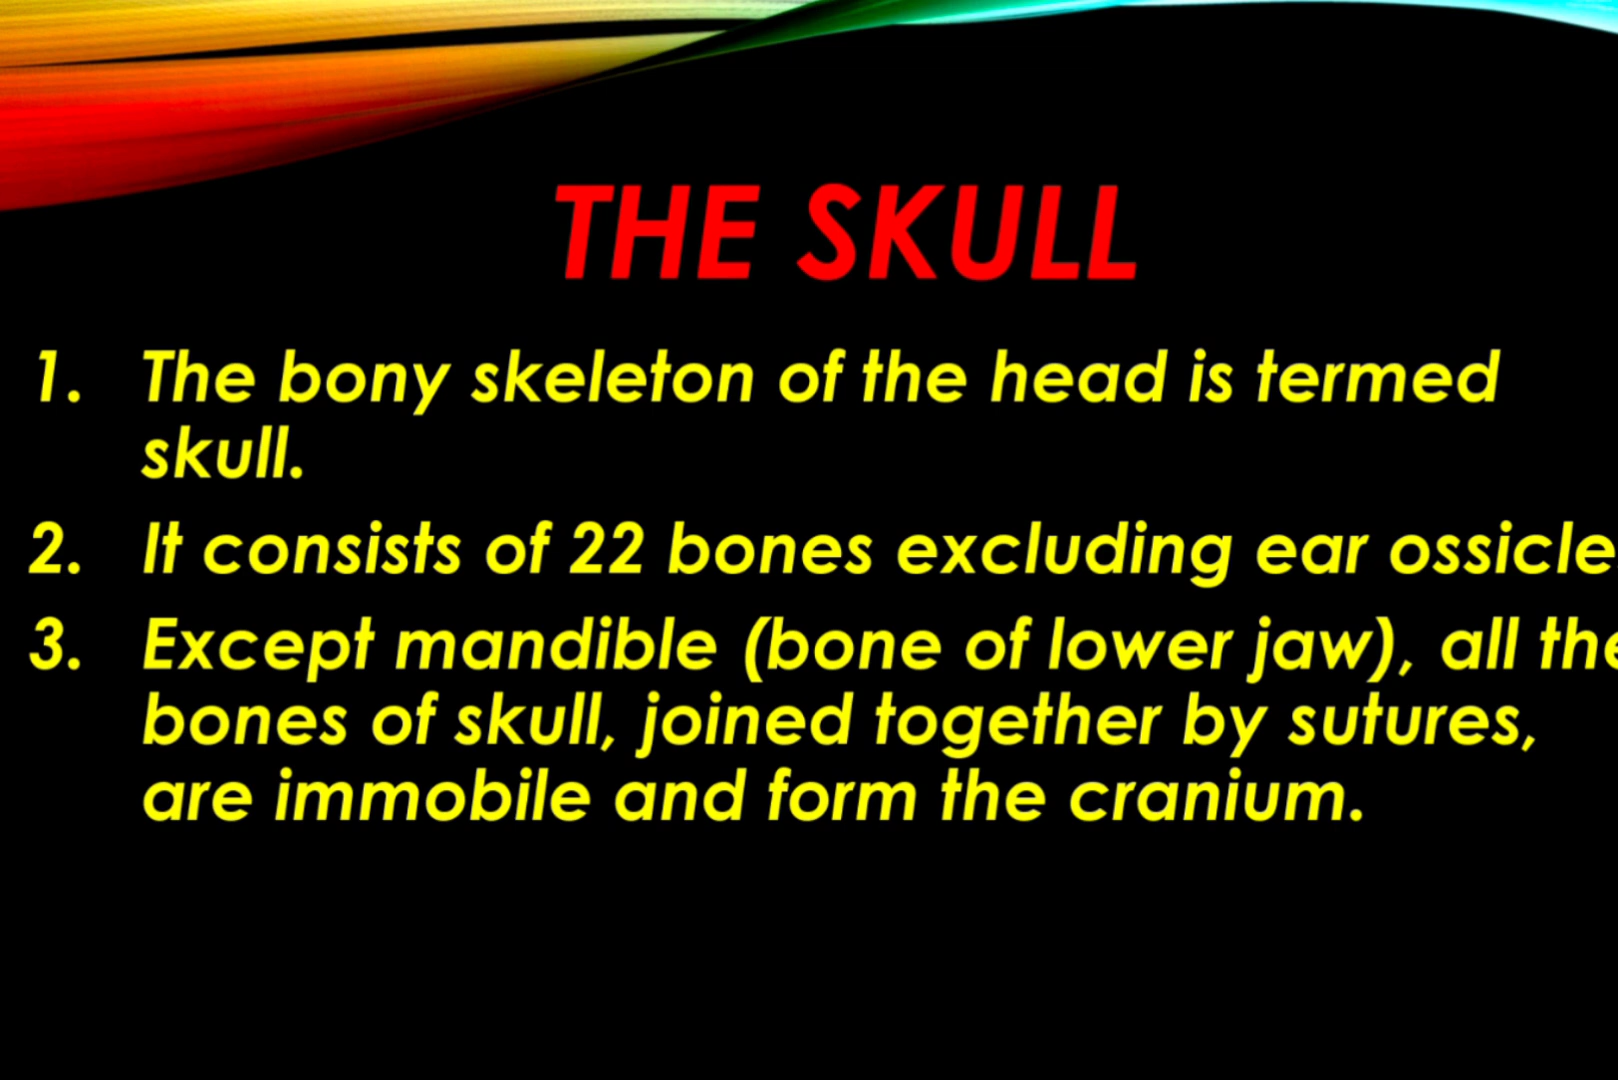 THE SKULL
1. The bony skeleton of the head is termed
skull.
2. It consists of 22 bones excluding ear ossicle
3. Except mandible (bone of lower jaw), all the
bones of skull, joined together by sutures,
are immobile and form the cranium.